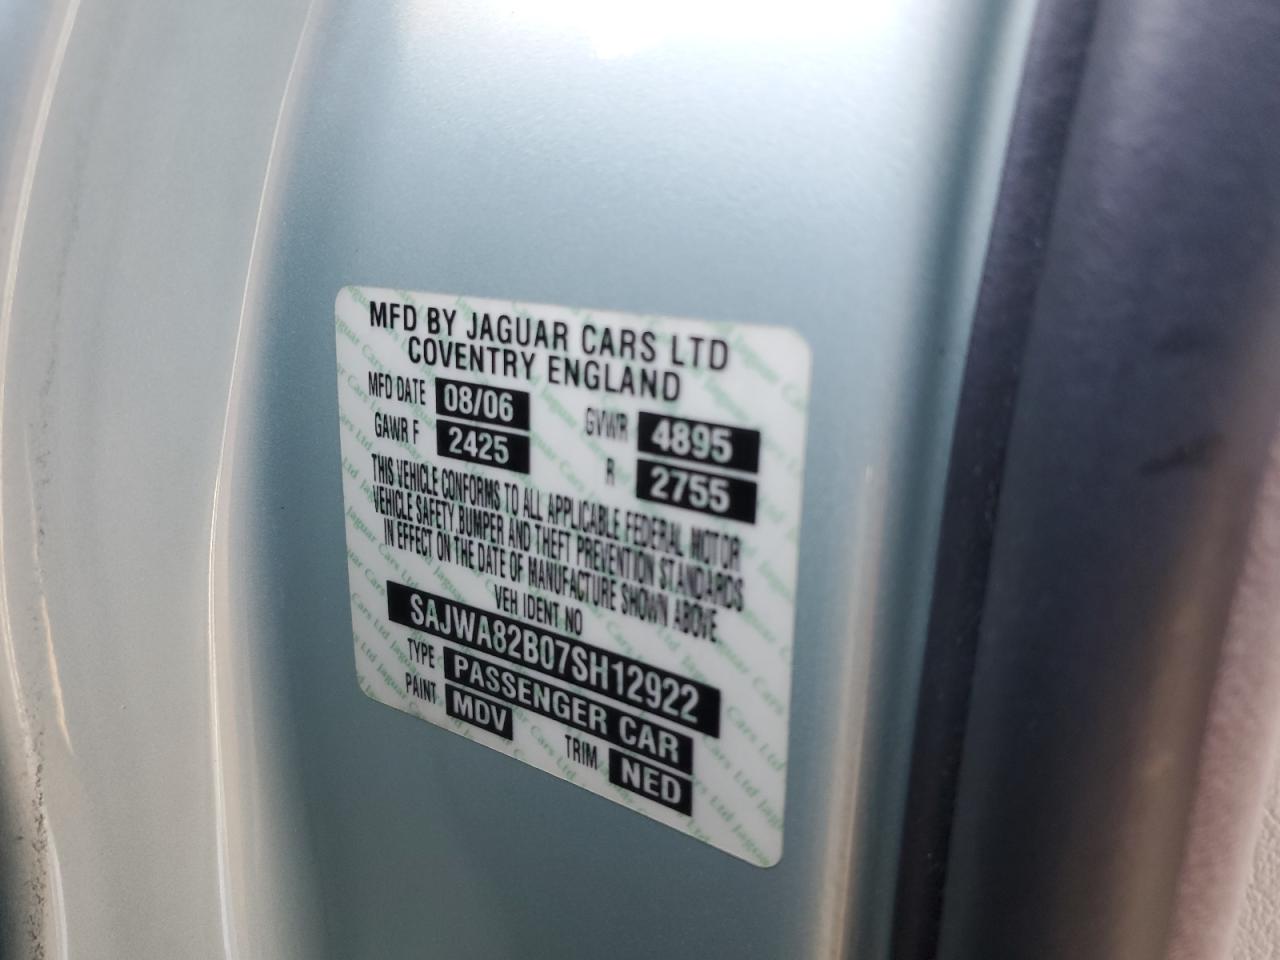 MFD BY JAGUAR CARS LTD
COVENTRY ENGLAND
MFD DATE 08/06 GVWR 4895
GAWR F 2425 R 2755
THIS VEHICLE CONFORMS TO ALL APPLICABLE FEDERAL MOTOR
VEHICLE SAFETY, BUMPER AND THEFT PREVENTION STANDARDS
IN EFFECT ON THE DATE OF MANUFACTURE SHOWN ABOVE.
VEH IDENT NO
SAJWA82B07SH12922
TYPE PASSENGER CAR
PAINT MDV TRIM NED